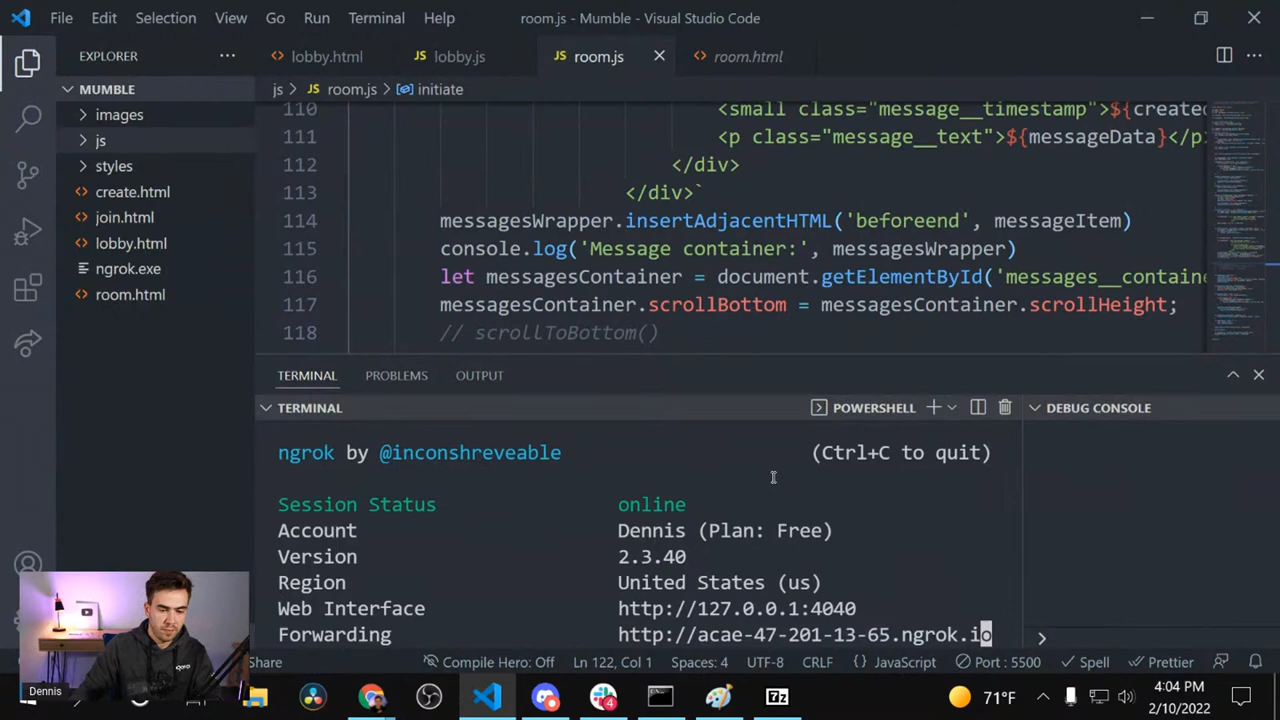 File Edit Selection View Go Run Terminal Help room.js - Mumble - Visual Studio Code
EXPLORER
lobby.html
JS lobby.js
JS room.js
room.html
MUMBLE
images
js
styles
create.html
join.html
lobby.html
ngrok.exe
room.html
js > JS room.js > initiate
110 <small class="message__timestamp">${create
111 <p class="message__text">${messageData}</p>
112 </div>
113 </div>`
114 messagesWrapper.insertAdjacentHTML('beforeend', messageItem)
115 console.log('Message container:', messagesWrapper)
116 let messagesContainer = document.getElementById('messages__containe
117 messageContainer.scrollBottom = messagesContainer.scrollHeight;
118 // scrollToBottom()
TERMINAL PROBLEMS OUTPUT
TERMINAL
POWERSHELL
DEBUG CONSOLE
ngrok by @inconshreveable (Ctrl+C to quit)
Session Status online
Account Dennis (Plan: Free)
Version 2.3.40
Region United States (us)
Web Interface http://127.0.0.1:4040
Forwarding http://acae-47-201-13-65.ngrok.io
Share Compile Hero: Off Ln 122, Col 1 Spaces: 4 UTF-8 CRLF {} JavaScript Port : 5500 Spell Prettier
Dennis
4
7z
71°F
4:04 PM
2/10/2022